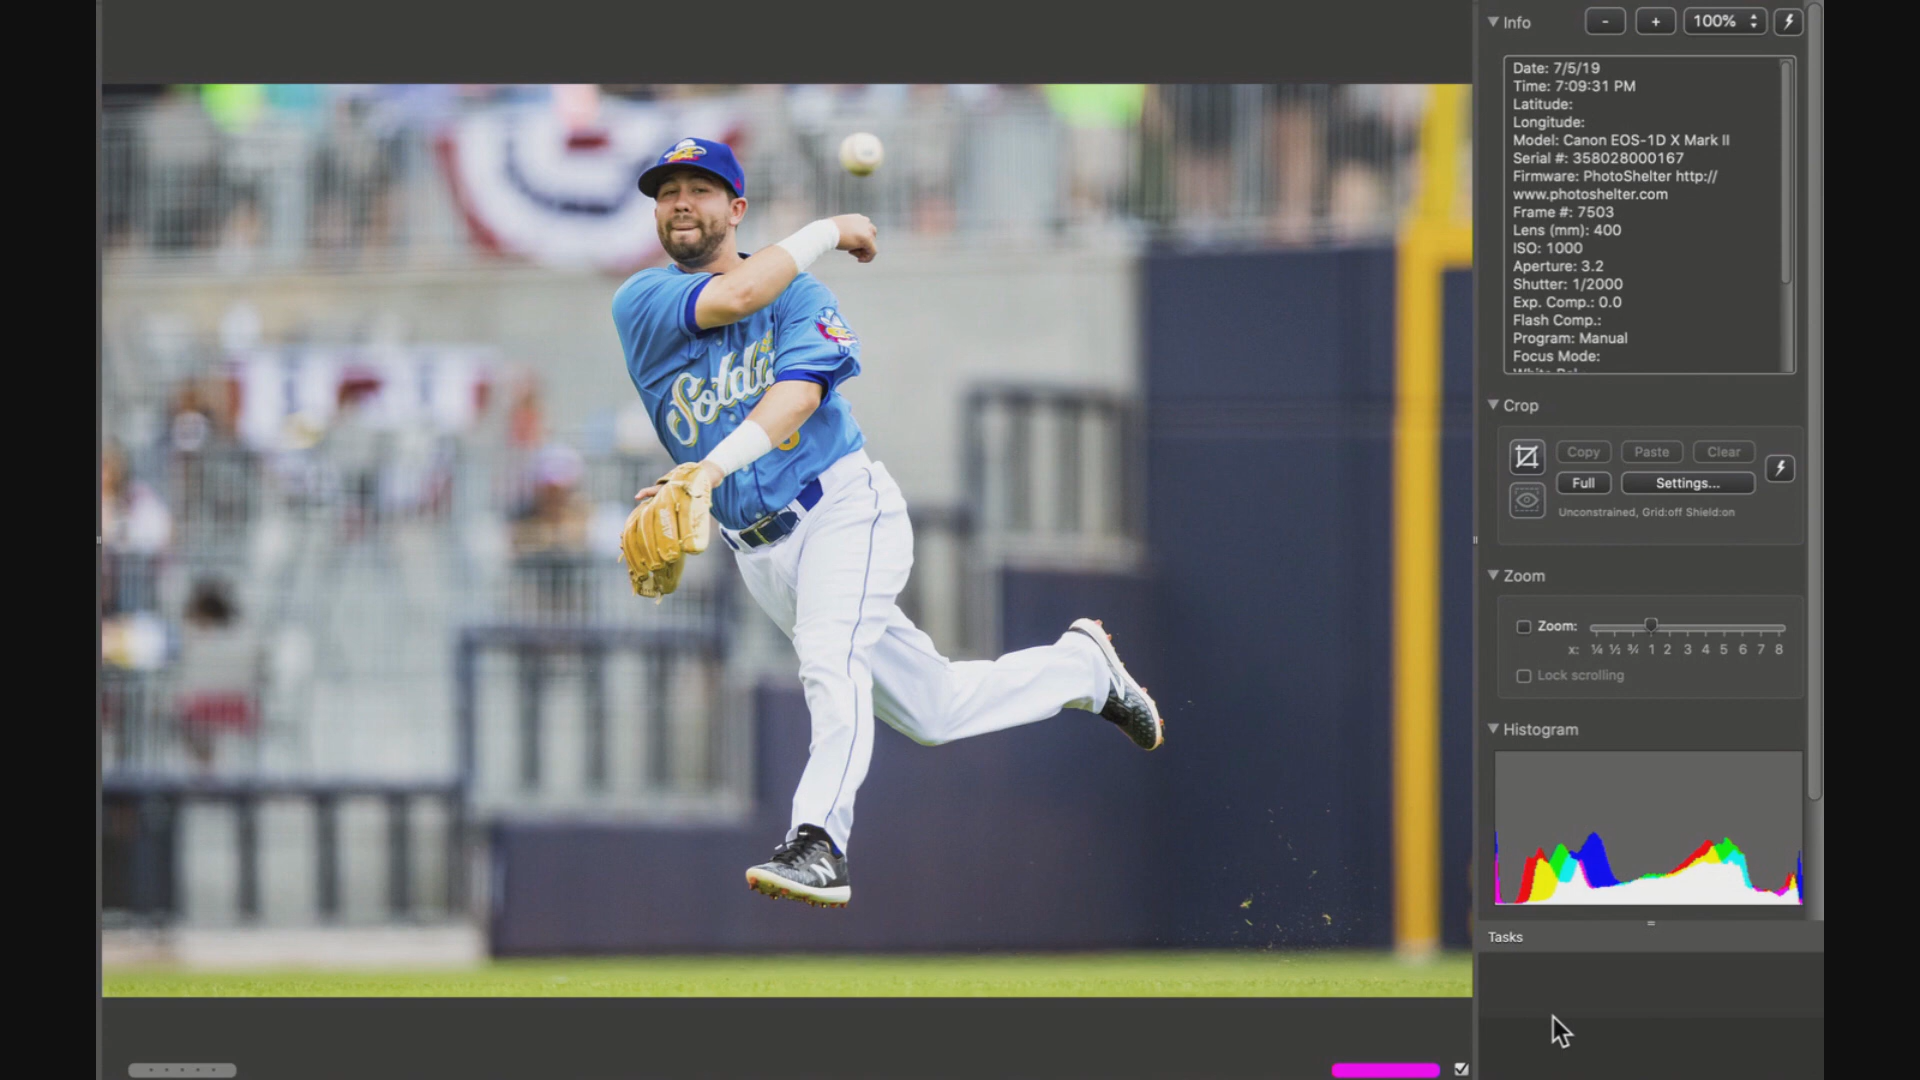 Info
- + 100%
Date: 7/5/19
Time: 7:09:31 PM
Latitude:
Longitude:
Model: Canon EOS-1D X Mark II
Serial #: 358028000167
Firmware: PhotoShelter http://
www.photoshelter.com
Frame #: 7503
Lens (mm): 400
ISO: 1000
Aperture: 3.2
Shutter: 1/2000
Exp. Comp.: 0.0
Flash Comp.:
Program: Manual
Focus Mode:
Crop
Copy Paste Clear
Full Settings...
Unconstrained, Grid:off Shield:on
Zoom
Zoom:
x: ¼ ½ ¾ 1 2 3 4 5 6 7 8
Lock scrolling
Histogram
Tasks
N